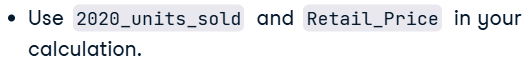 • Use 2020_units_sold and Retail_Price in your
calculation.